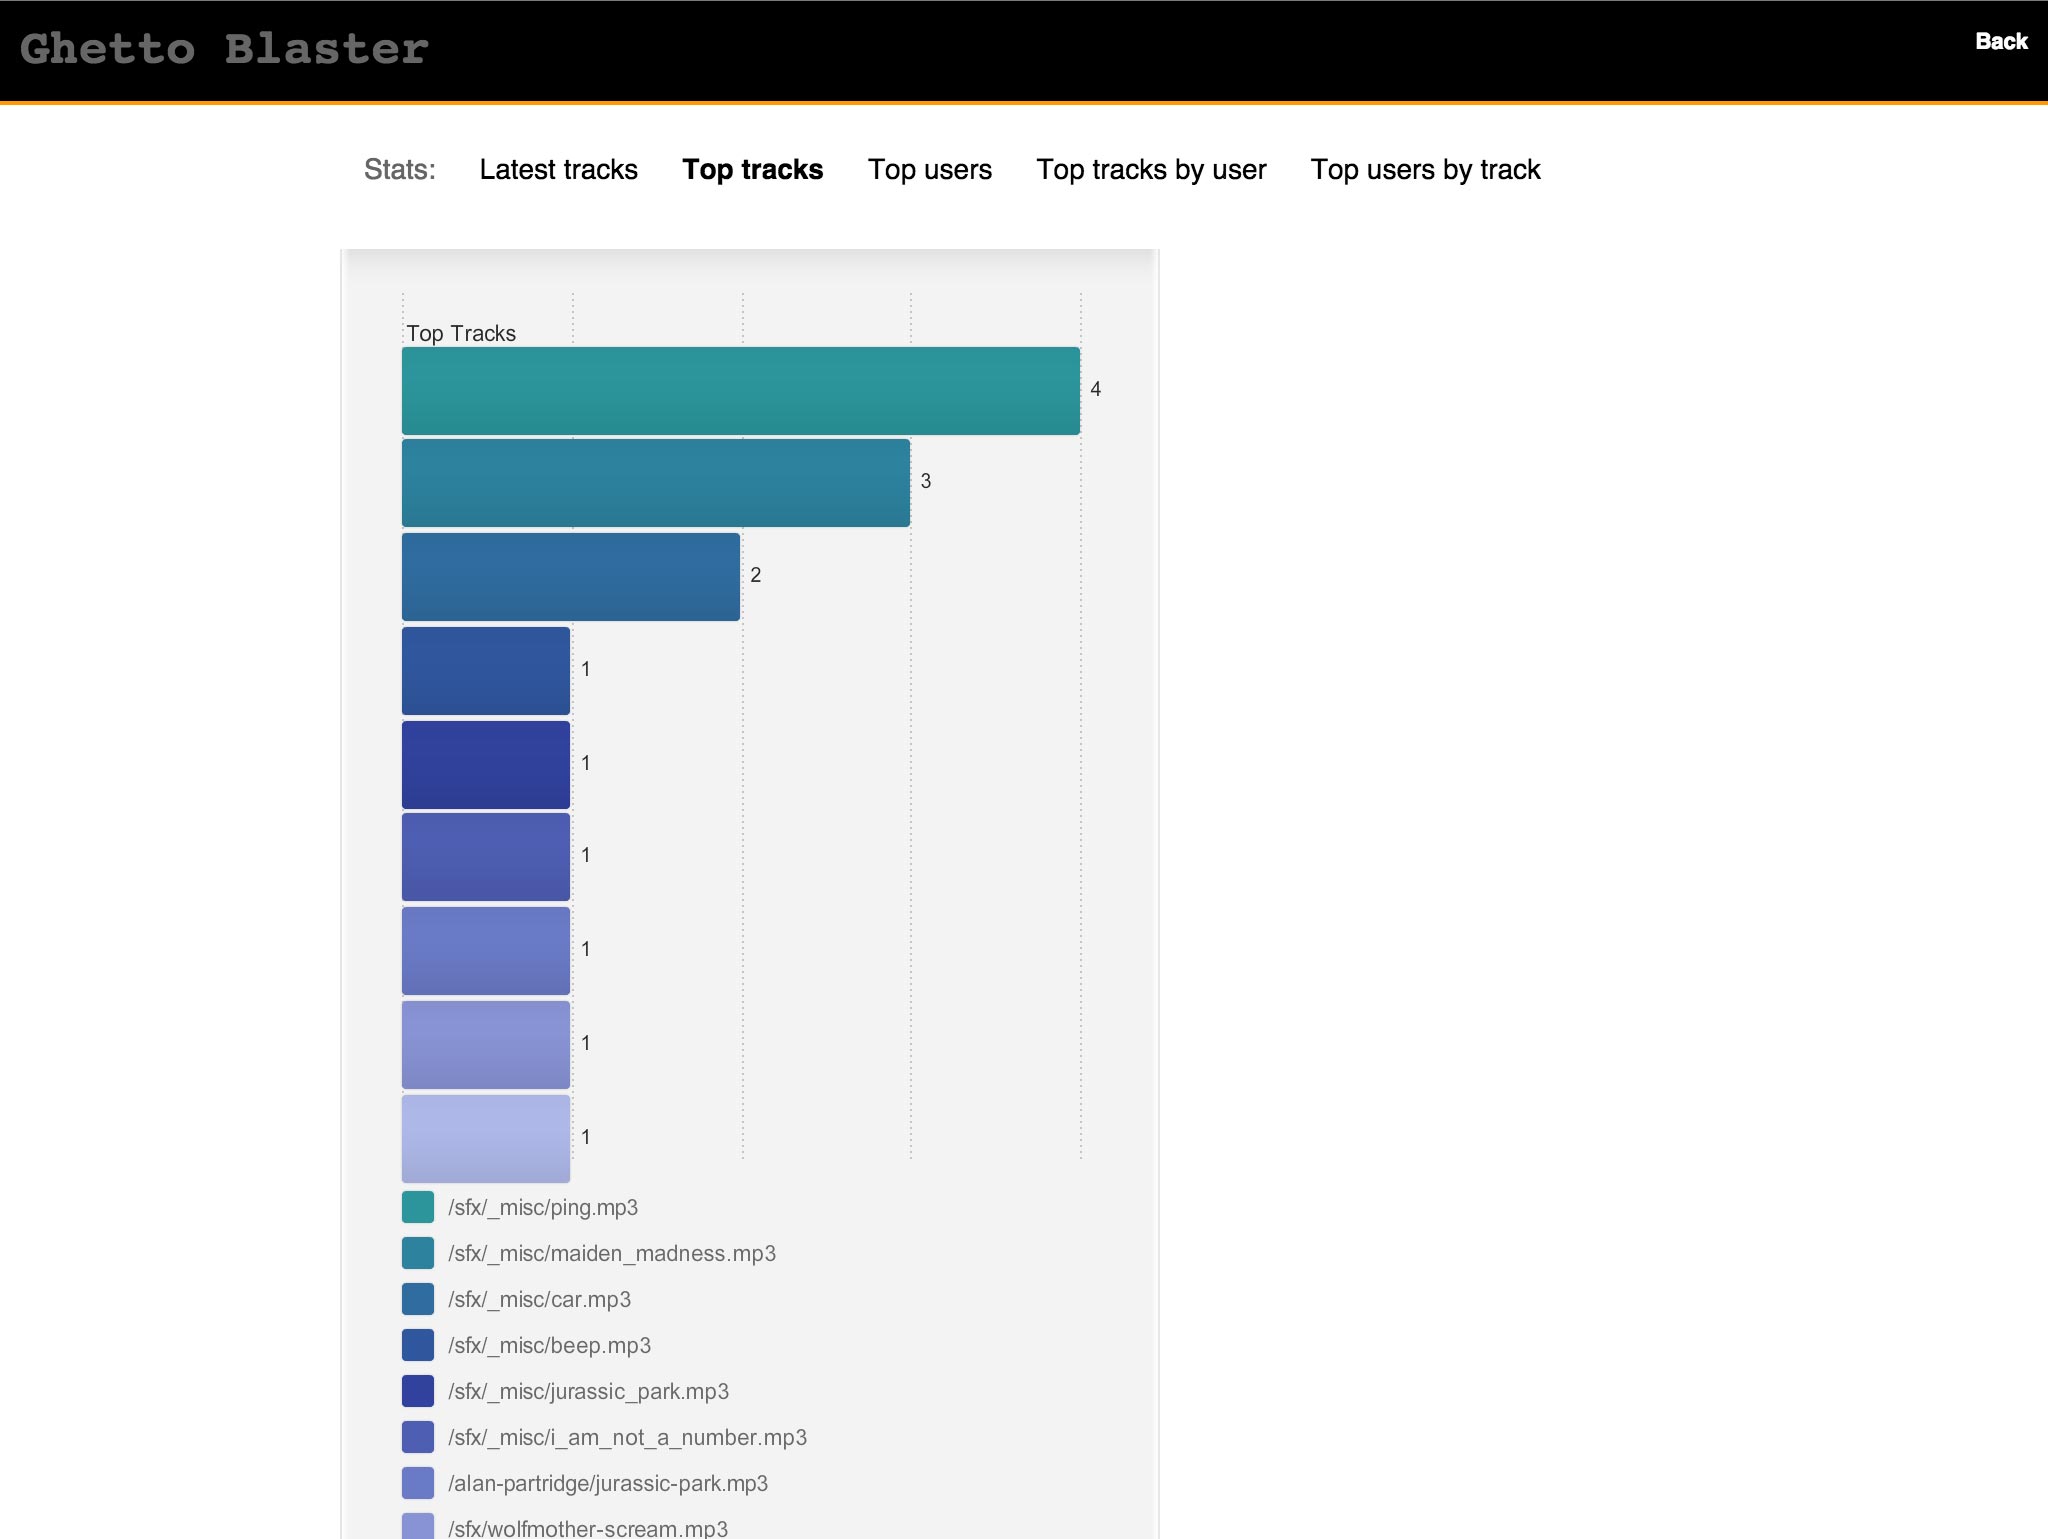 Ghetto Blaster
Back
Stats: Latest tracks Top tracks Top users Top tracks by user Top users by track
Top Tracks
4
3
2
1
1
1
1
1
1
/sfx/_misc/ping.mp3
/sfx/_misc/maiden_madness.mp3
/sfx/_misc/car.mp3
/sfx/_misc/beep.mp3
/sfx/_misc/jurassic_park.mp3
/sfx/_misc/i_am_not_a_number.mp3
/alan-partridge/jurassic-park.mp3
/sfx/wolfmother-scream.mp3